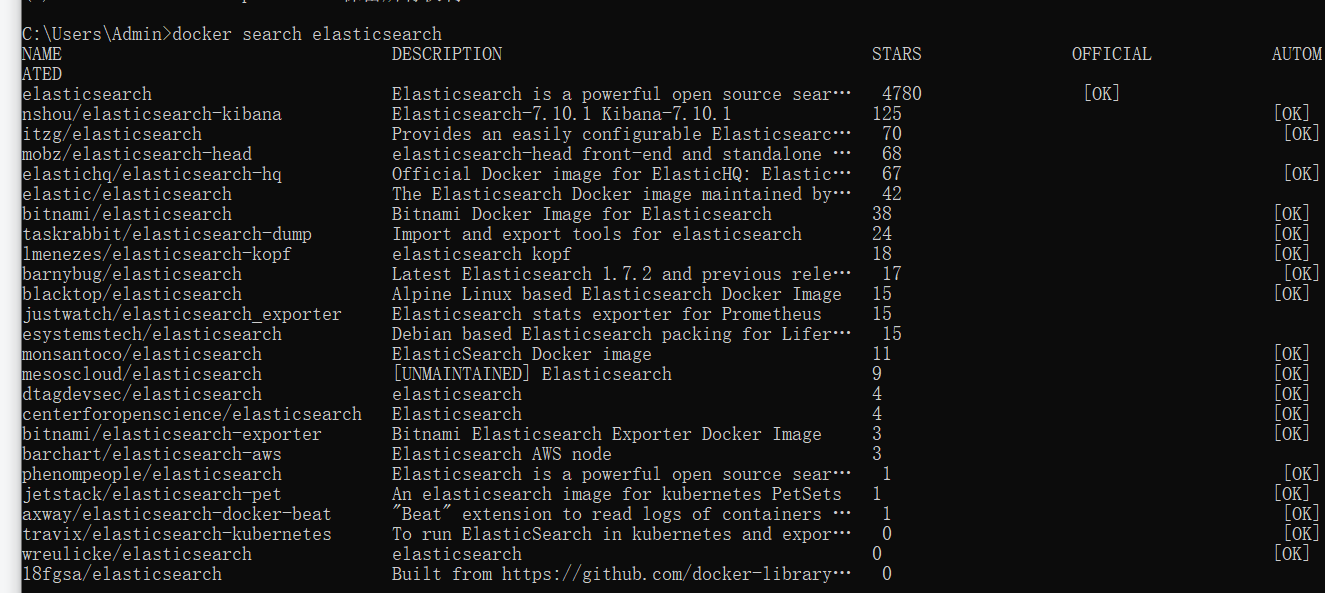 C:\Users\Admin>docker search elasticsearch
NAME DESCRIPTION STARS OFFICIAL AUTOM
ATED
elasticsearch Elasticsearch is a powerful open source sear… 4780 [OK]
nshou/elasticsearch-kibana Elasticsearch-7.10.1 Kibana-7.10.1 125 [OK]
itzg/elasticsearch Provides an easily configurable Elasticsearc… 70 [OK]
mobz/elasticsearch-head elasticsearch-head front-end and standalone … 68
elastichq/elasticsearch-hq Official Docker image for ElasticHQ: Elastic… 67 [OK]
elastic/elasticsearch The Elasticsearch Docker image maintained by… 42
bitnami/elasticsearch Bitnami Docker Image for Elasticsearch 38 [OK]
taskrabbit/elasticsearch-dump Import and export tools for elasticsearch 24 [OK]
lmenezes/elasticsearch-kopf elasticsearch kopf 18 [OK]
barnybug/elasticsearch Latest Elasticsearch 1.7.2 and previous rele… 17 [OK]
blacktop/elasticsearch Alpine Linux based Elasticsearch Docker Image 15 [OK]
justwatch/elasticsearch_exporter Elasticsearch stats exporter for Prometheus 15
esystemstech/elasticsearch Debian based Elasticsearch packing for Lifer… 15
monsantoco/elasticsearch ElasticSearch Docker image 11 [OK]
mesoscloud/elasticsearch [UNMAINTAINED] Elasticsearch 9 [OK]
dtagdevsec/elasticsearch elasticsearch 4 [OK]
centerforopenscience/elasticsearch Elasticsearch 4 [OK]
bitnami/elasticsearch-exporter Bitnami Elasticsearch Exporter Docker Image 3 [OK]
barchart/elasticsearch-aws Elasticsearch AWS node 3
phenompeople/elasticsearch Elasticsearch is a powerful open source sear… 1 [OK]
jetstack/elasticsearch-pet An elasticsearch image for kubernetes PetSets 1 [OK]
axway/elasticsearch-docker-beat "Beat" extension to read logs of containers … 1 [OK]
travix/elasticsearch-kubernetes To run ElasticSearch in kubernetes and expor… 0 [OK]
wreulicke/elasticsearch elasticsearch 0 [OK]
18fgsa/elasticsearch Built from https://github.com/docker-library… 0